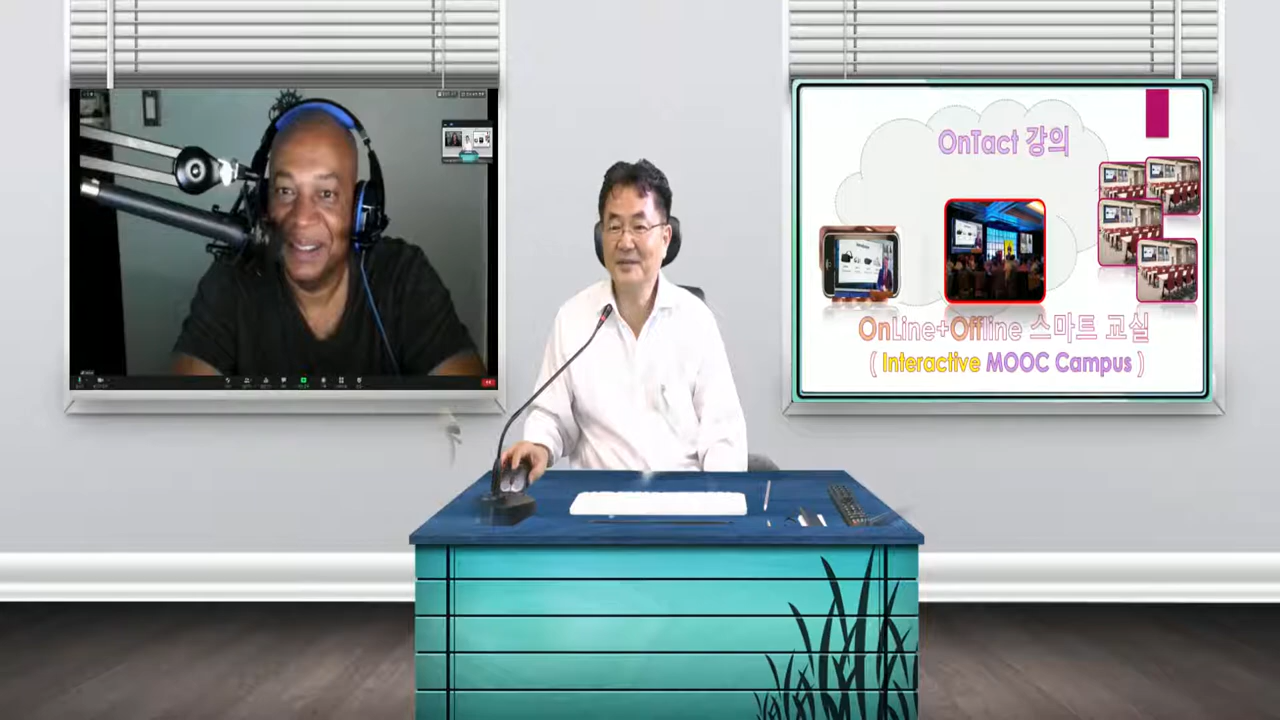 OnTact 강의
OnLine+Offline 스마트 교실
( Interactive MOOC Campus )